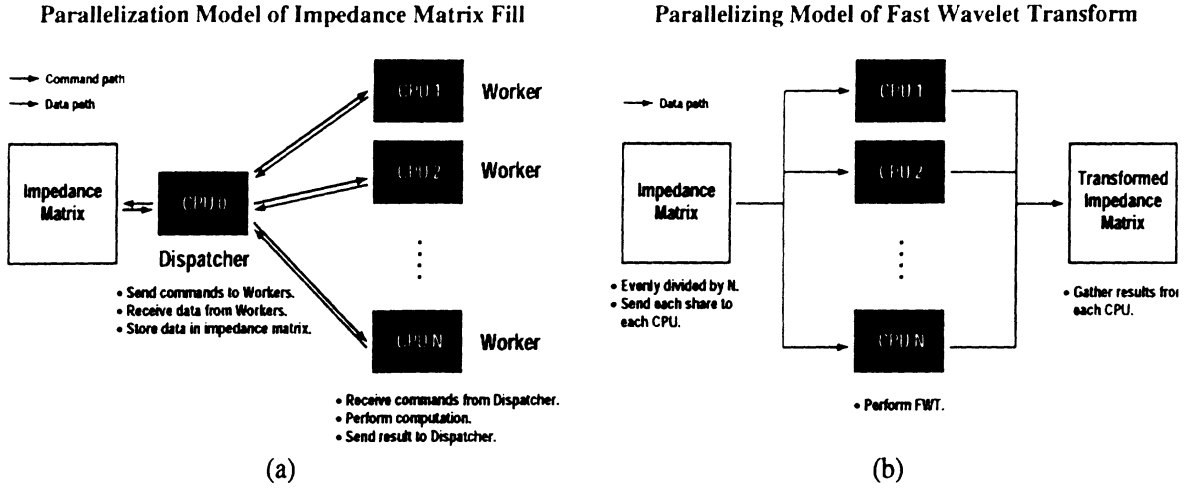 Parallelization Model of Impedance Matrix Fill
Command path
Data path
Impedance
Matrix
CPU 0
Dispatcher
• Send commands to Workers.
• Receive data from Workers.
• Store data in impedance matrix.
CPU 1
Worker
CPU 2
Worker
CPU N
Worker
• Receive commands from Dispatcher.
• Perform computation.
• Send result to Dispatcher.
(a)
Parallelizing Model of Fast Wavelet Transform
Data path
Impedance
Matrix
• Evenly divided by N.
• Send each share to
each CPU.
CPU 1
CPU 2
CPU N
• Perform FWT.
Transformed
Impedance
Matrix
• Gather results fro
each CPU.
(b)